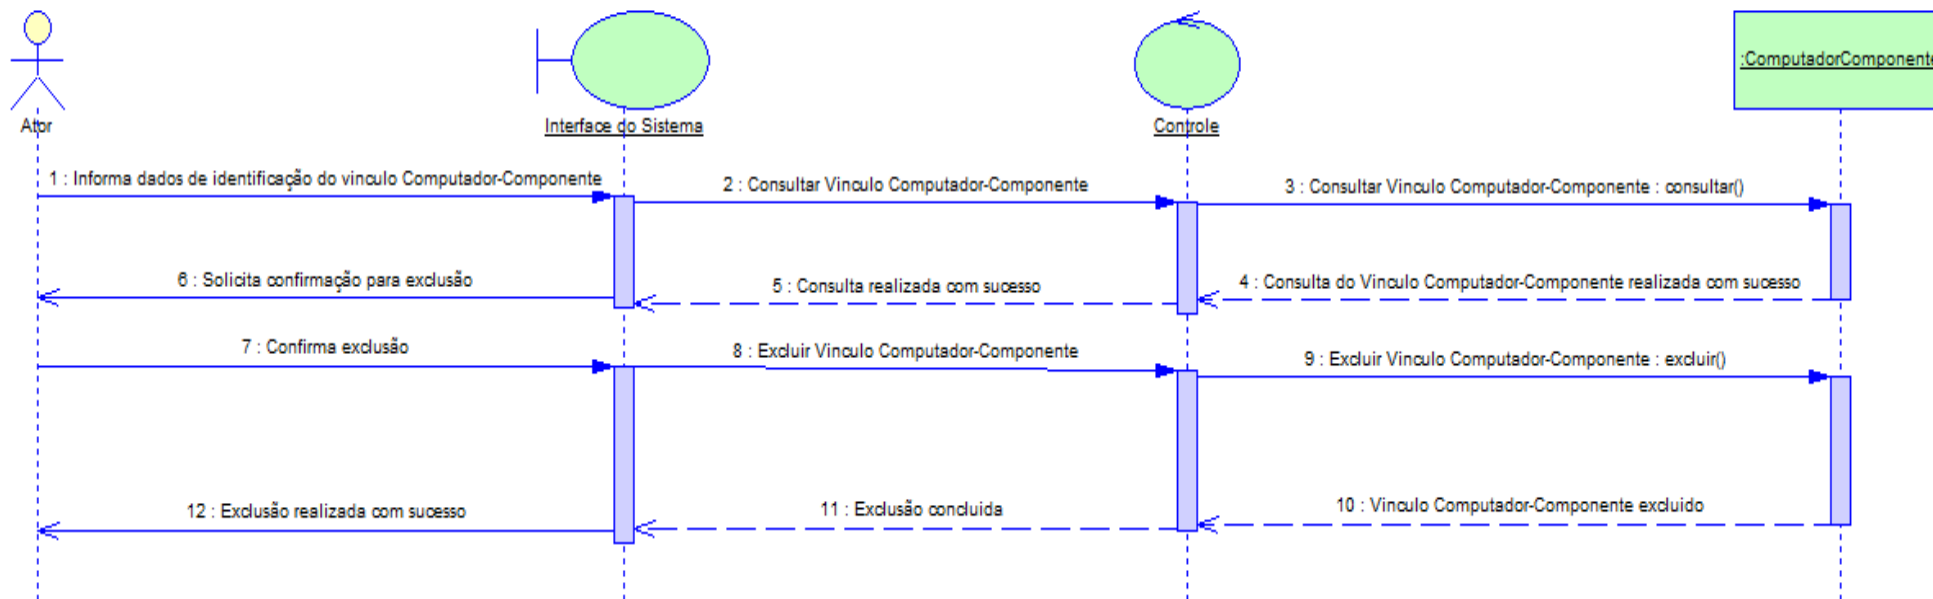 :ComputadorComponente
Ator
Interface do Sistema
Controle
1 : Informa dados de identificação do vinculo Computador-Componente
2 : Consultar Vinculo Computador-Componente
3 : Consultar Vinculo Computador-Componente : consultar()
6 : Solicita confirmação para exclusão
5 : Consulta realizada com sucesso
4 : Consulta do Vinculo Computador-Componente realizada com sucesso
7 : Confirma exclusão
8 : Excluir Vinculo Computador-Componente
9 : Excluir Vinculo Computador-Componente : excluir()
12 : Exclusão realizada com sucesso
11 : Exclusão concluida
10 : Vinculo Computador-Componente excluido